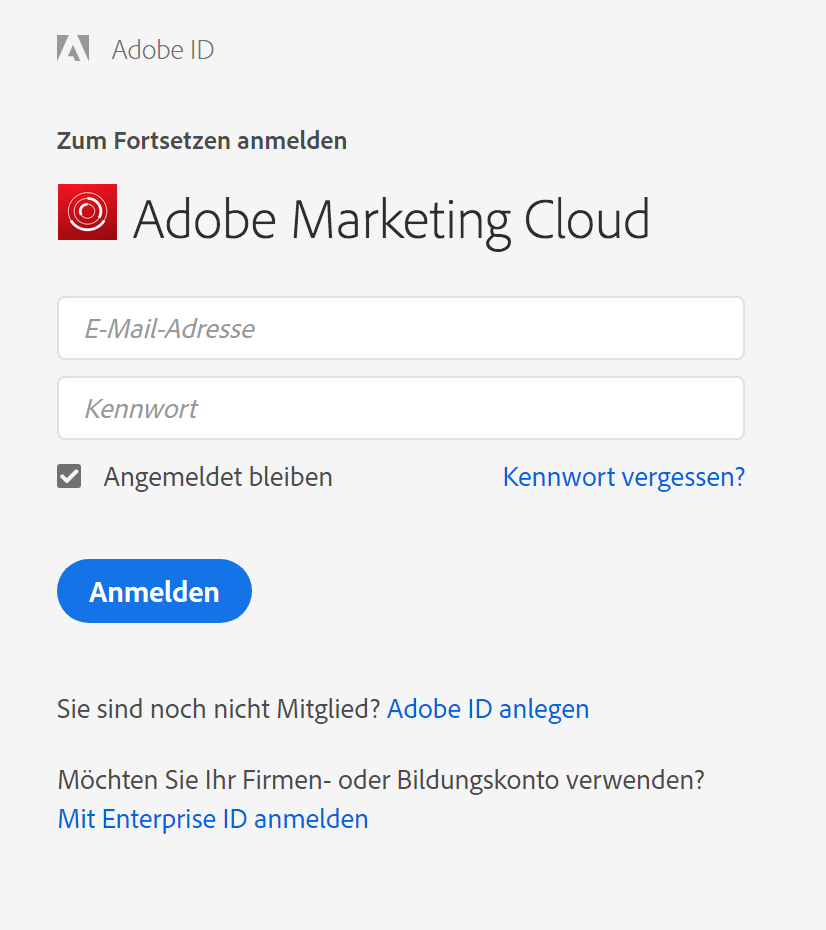 Adobe ID
Zum Fortsetzen anmelden
Adobe Marketing Cloud
E-Mail-Adresse
Kennwort
Angemeldet bleiben Kennwort vergessen?
Anmelden
Sie sind noch nicht Mitglied? Adobe ID anlegen
Möchten Sie Ihr Firmen- oder Bildungskonto verwenden?
Mit Enterprise ID anmelden